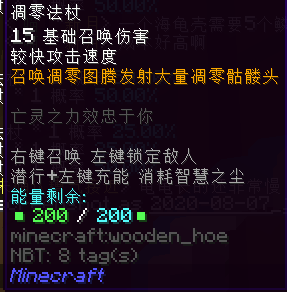 凋零法杖
15 基础召唤伤害
较快攻击速度
召唤凋零图腾发射大量凋零骷髅头
亡灵之力效忠于你
右键召唤 左键锁定敌人
潜行+左键充能 消耗智慧之尘
能量剩余:
200 / 200
minecraft:wooden_hoe
NBT: 8 tag(s)
Minecraft